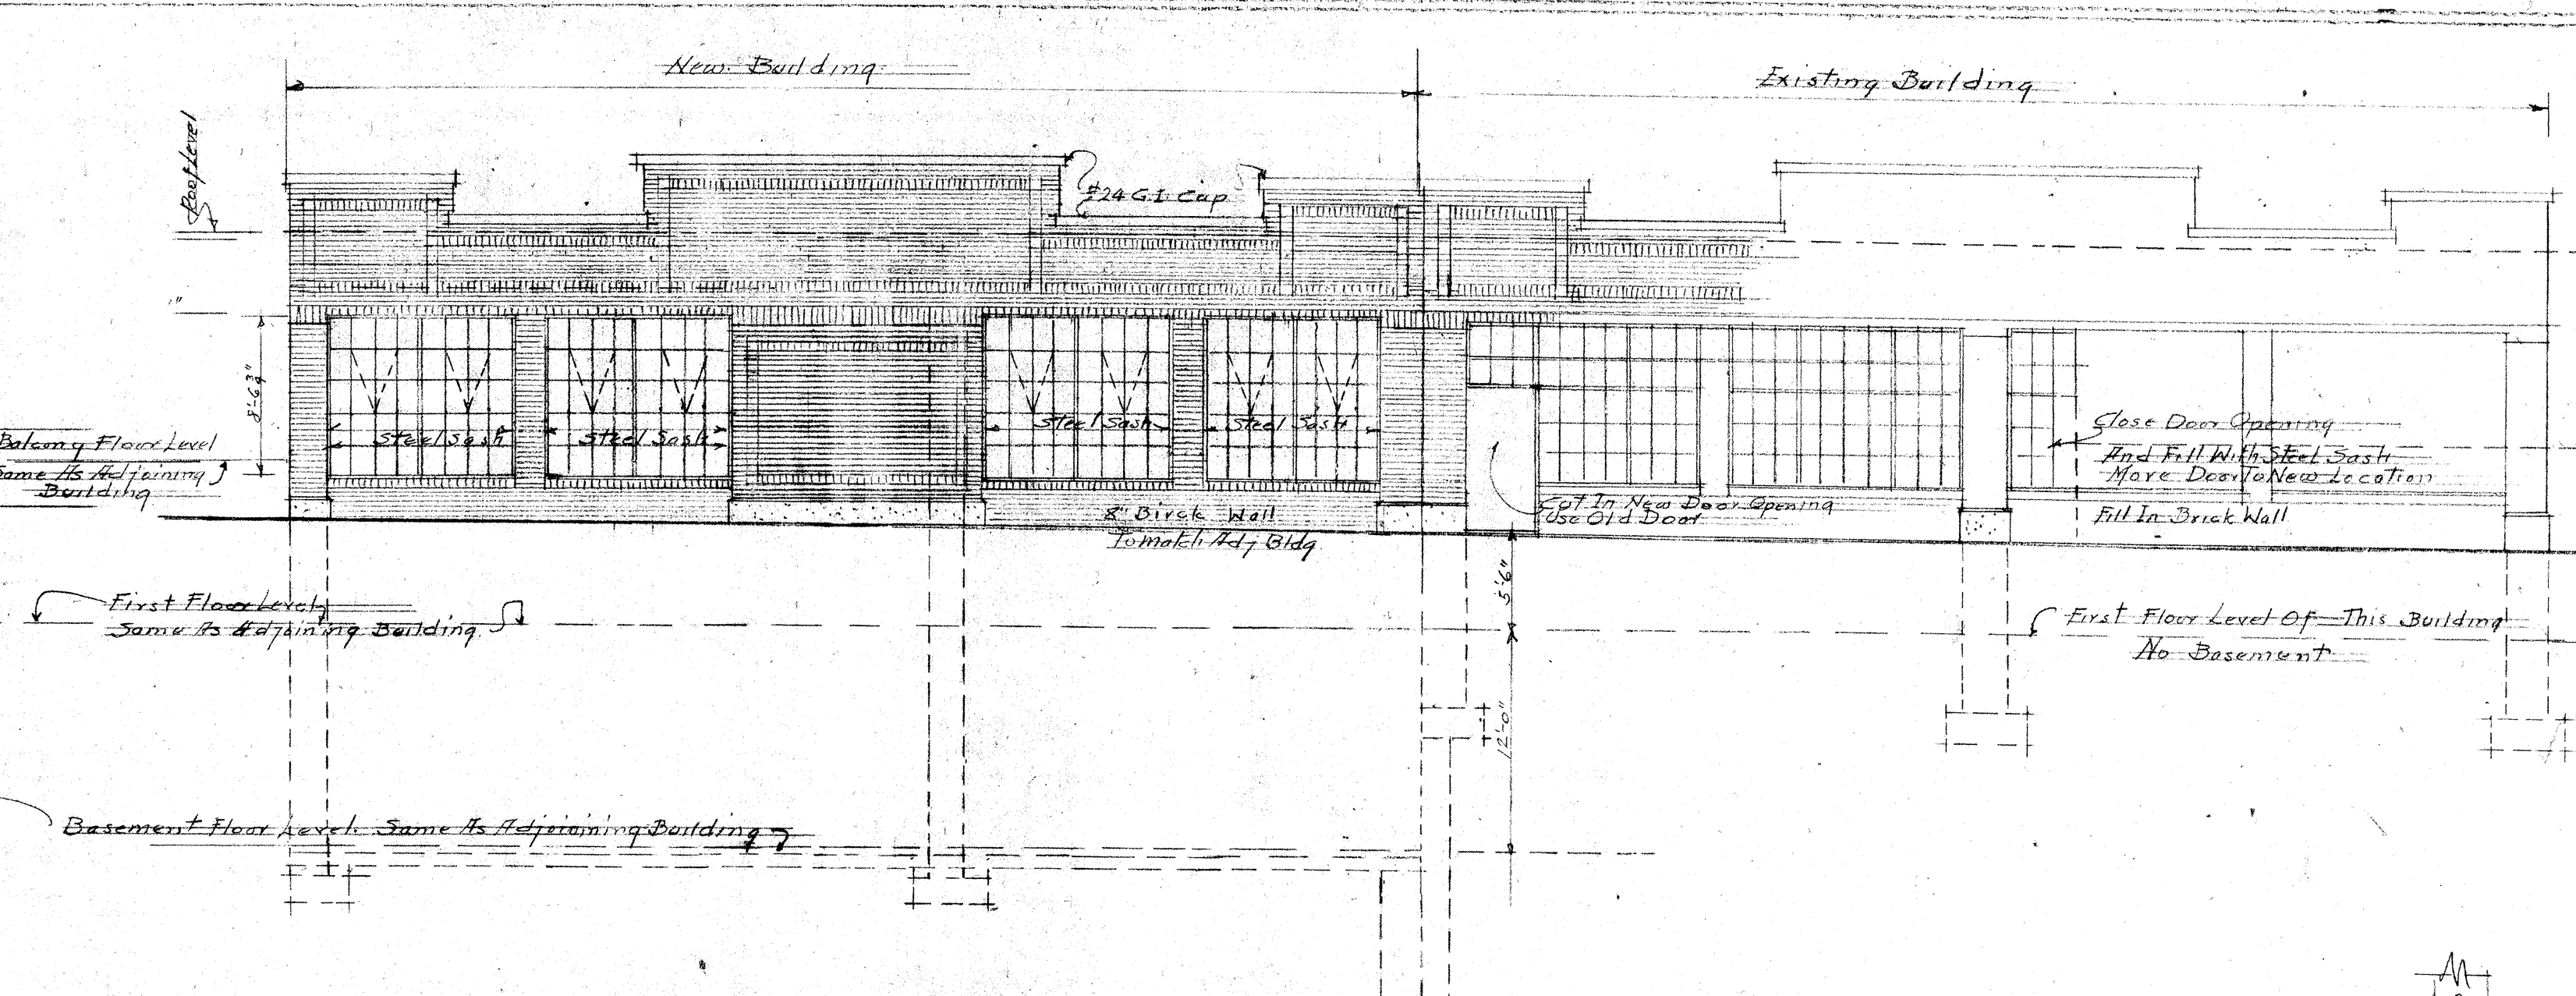 New Building
Existing Building
Roof Level
#24 G.I. Cap
8'-6¾"
Steel Sash
Steel Sash
Steel Sash
Steel Sash
Balcony Floor Level
Same As Adjoining
Building
Close Door Opening
And Fill With Steel Sash
Move Door To New Location
Fill In Brick Wall
Cut In New Door Opening
Use Old Door
8" Birck Wall
To match Adj Bldg.
5'-6"
First Floor Level
Same As Adjoining Building
First Floor Level Of This Building
No Basement
12'-0"
Basement Floor Level. Same As Adjoining Building